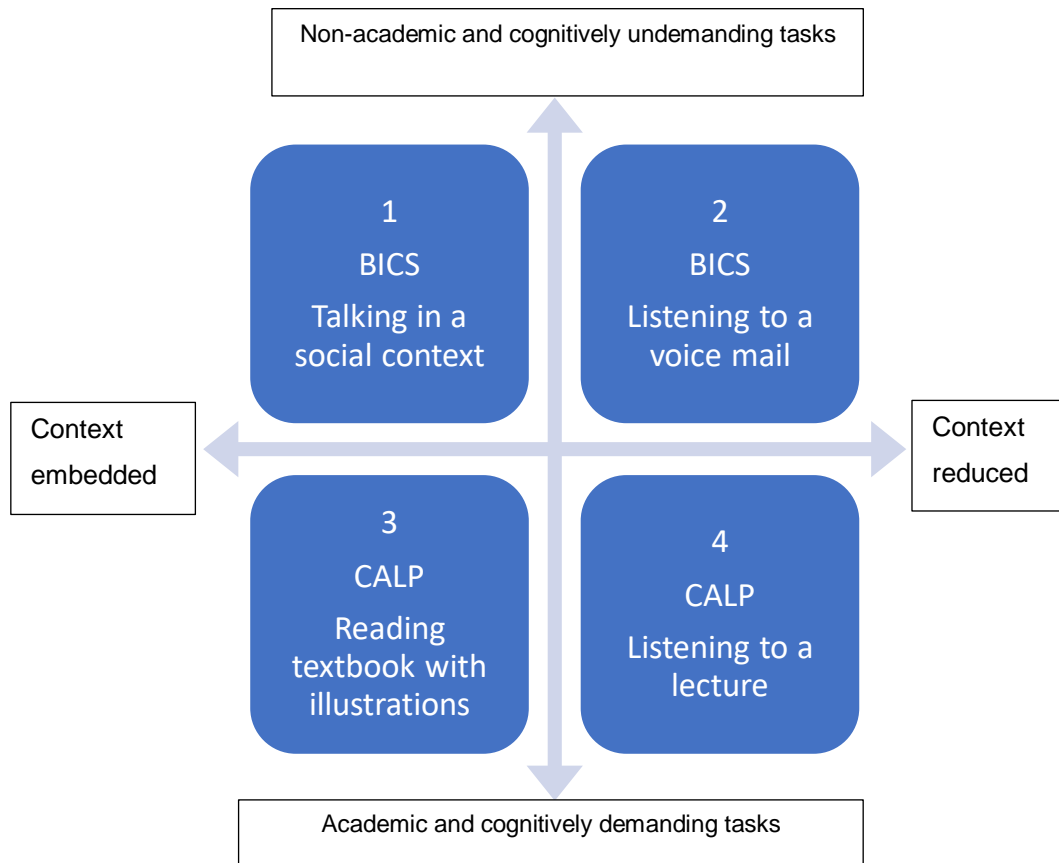 Non-academic and cognitively undemanding tasks
1
BICS
Talking in a
social context
2
BICS
Listening to a
voice mail
Context
embedded
Context
reduced
3
CALP
Reading
textbook with
illustrations
4
CALP
Listening to a
lecture
Academic and cognitively demanding tasks